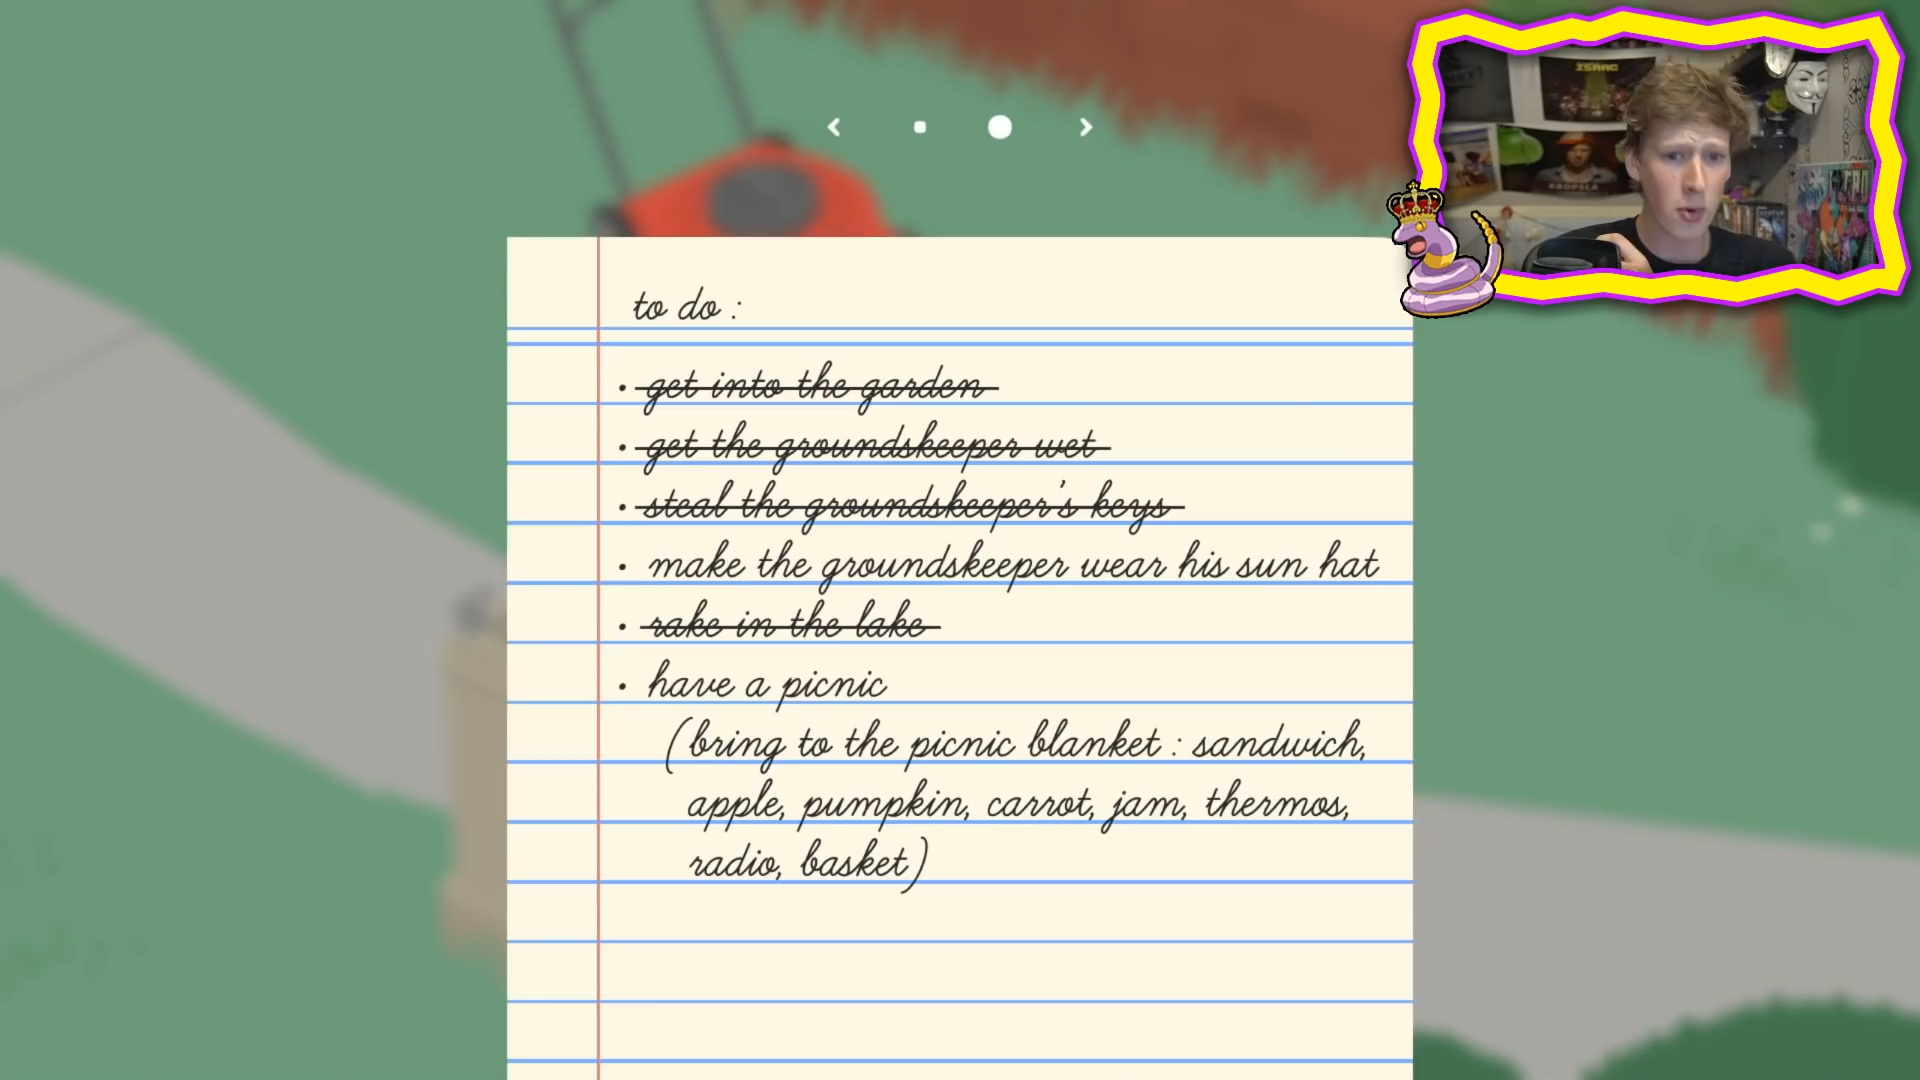 ISAAC
KROPSLA
to do :
• get into the garden
• get the groundskeeper wet
• steal the groundskeeper's keys
• make the groundskeeper wear his sun hat
• rake in the lake
• have a picnic
(bring to the picnic blanket : sandwich,
apple, pumpkin, carrot, jam, thermos,
radio, basket)